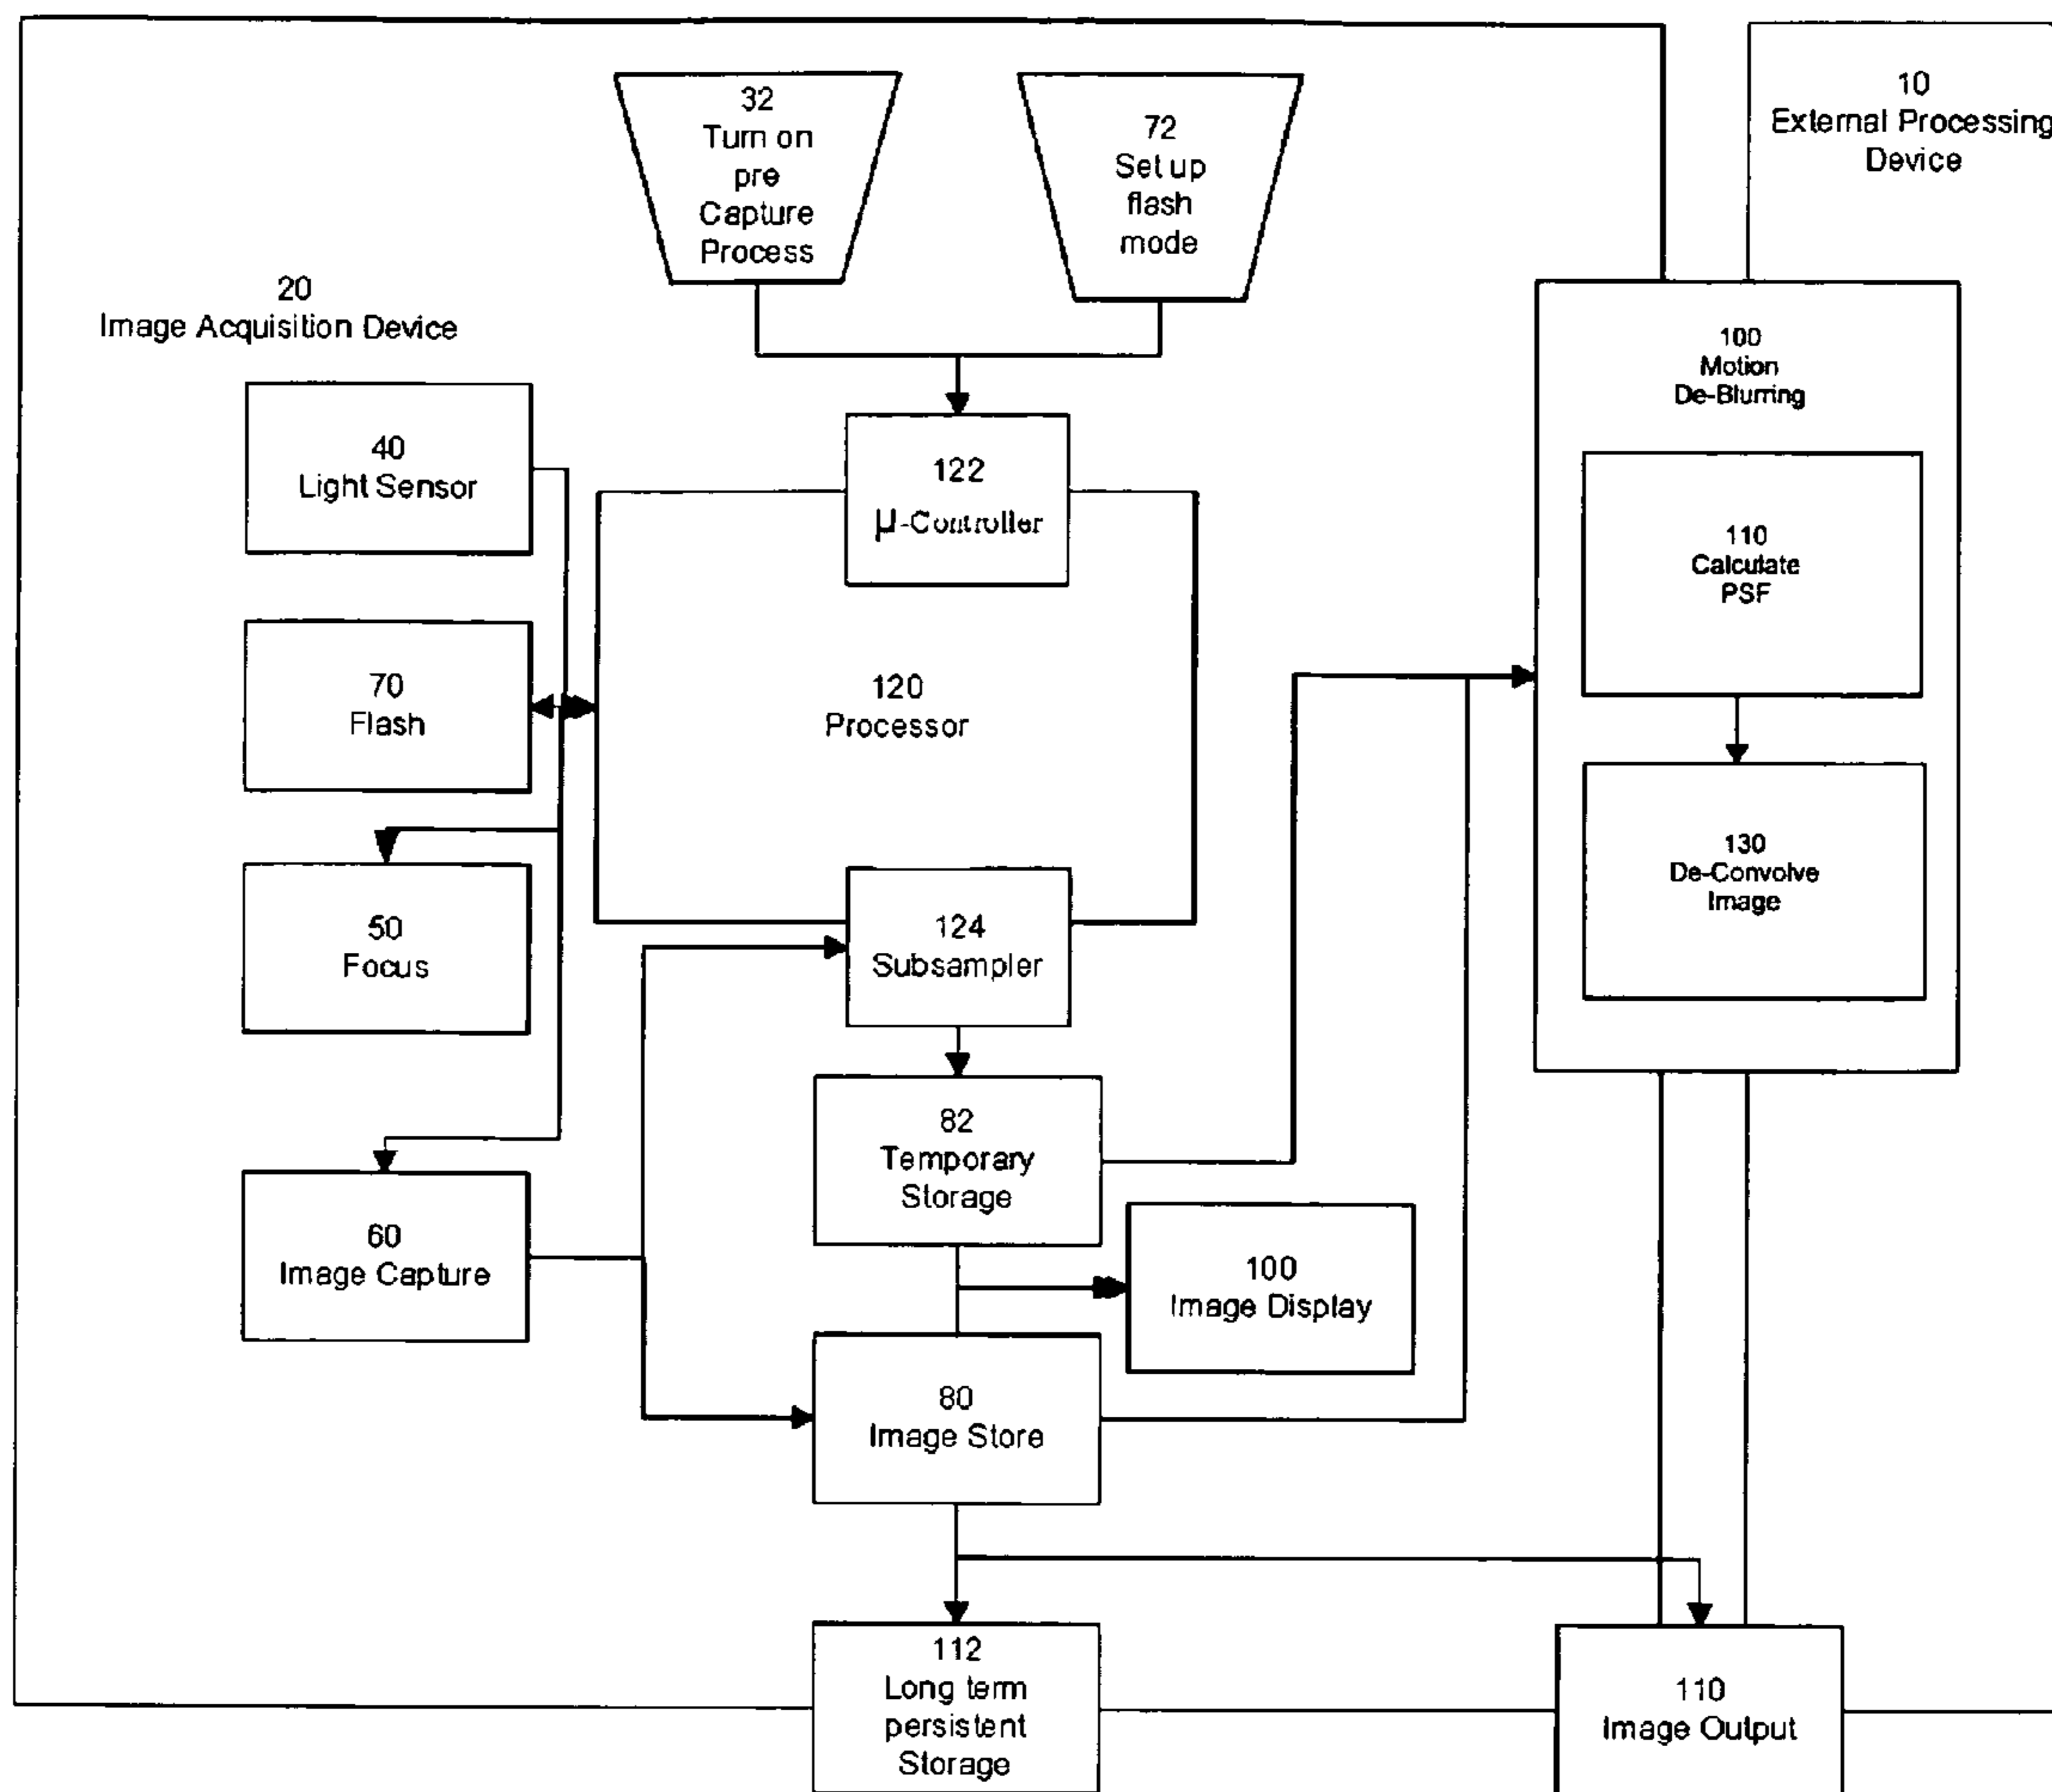 10
External Processing
Device
32
Turn on
pre
Capture
Process
72
Set up
flash
mode
20
Image Acquisition Device
100
Motion
De-Blurring
40
Light Sensor
122
µ-Controller
110
Calculate
PSF
70
Flash
120
Processor
130
De-Convolve
Image
50
Focus
124
Subsampler
82
Temporary
Storage
60
Image Capture
100
Image Display
80
Image Store
112
Long term
persistent
Storage
110
Image Output